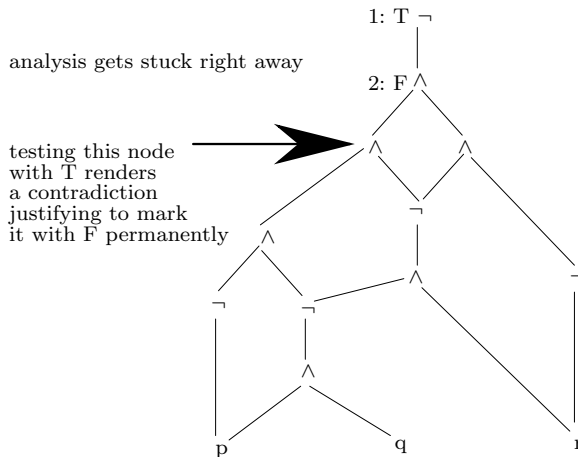 1: T ¬
analysis gets stuck right away
2: F ∧
testing this node
with T renders
a contradiction
justifying to mark
it with F permanently
∧ ∧
¬
∧
∧ ¬
¬ ¬
∧
p q r